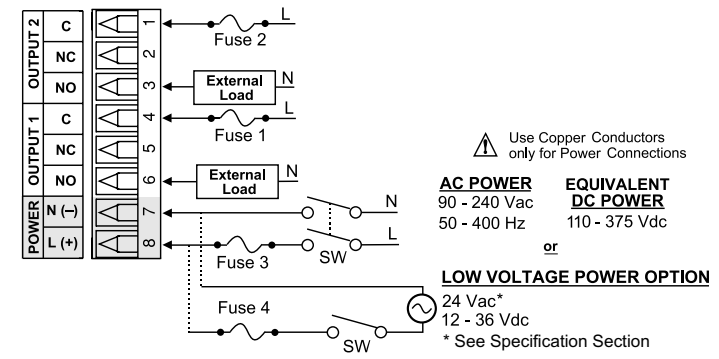 OUTPUT 2
C
1
L
Fuse 2
NC
2
NO
3
External
Load
N
OUTPUT 1
C
4
L
Fuse 1
NC
5
NO
6
External
Load
N
POWER
N (–)
7
N
L (+)
8
Fuse 3
SW
L
Fuse 4
SW
Use Copper Conductors
only for Power Connections
AC POWER
90 - 240 Vac
50 - 400 Hz
EQUIVALENT
DC POWER
110 - 375 Vdc
or
LOW VOLTAGE POWER OPTION
24 Vac*
12 - 36 Vdc
* See Specification Section